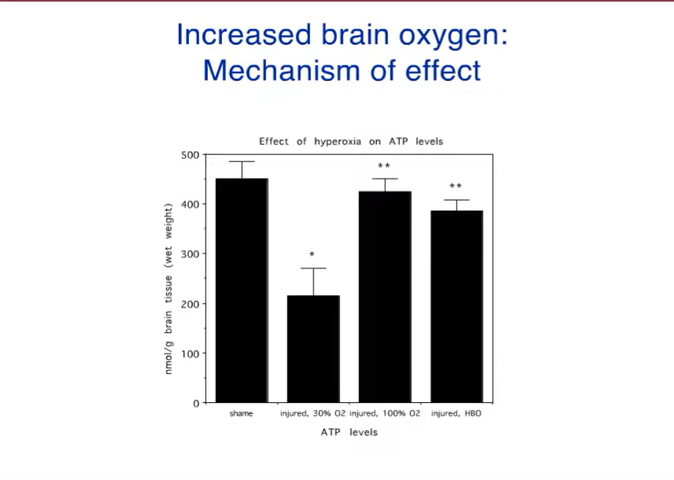 Increased brain oxygen:
Mechanism of effect
Effect of hyperoxia on ATP levels
nmol/g brain tissue (wet weight)
500
400
300
200
100
0
*
**
**
shame injured, 30% O2 injured, 100% O2 injured, HBO
ATP levels